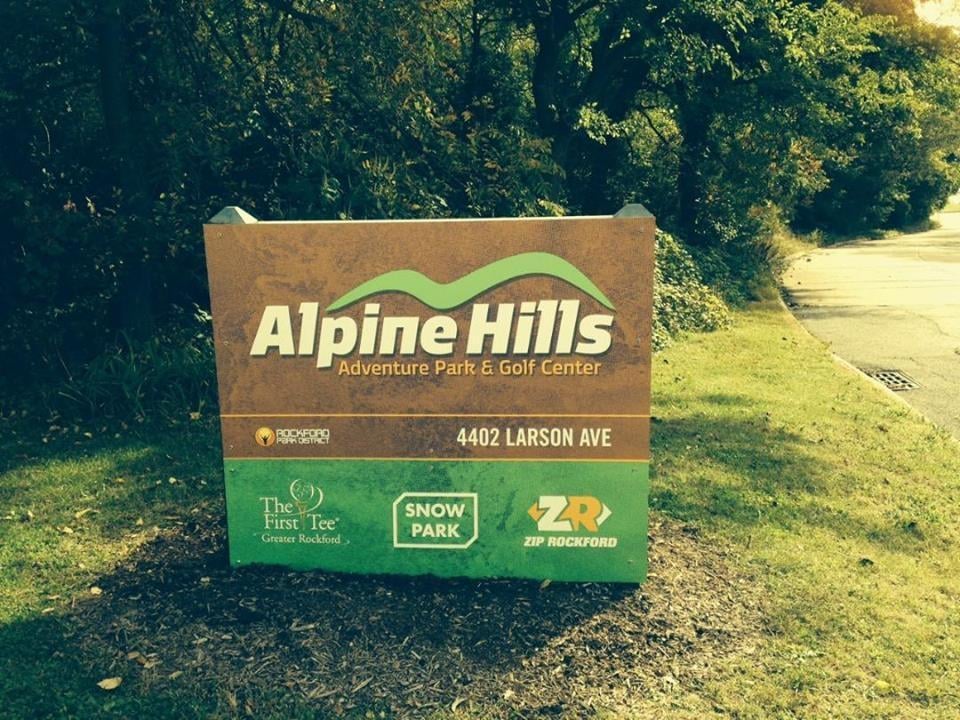 Alpine Hills
Adventure Park & Golf Center
ROCKFORD
PARK DISTRICT
4402 LARSON AVE
The
First Tee®
Greater Rockford
SNOW
PARK
ZR
ZIP ROCKFORD